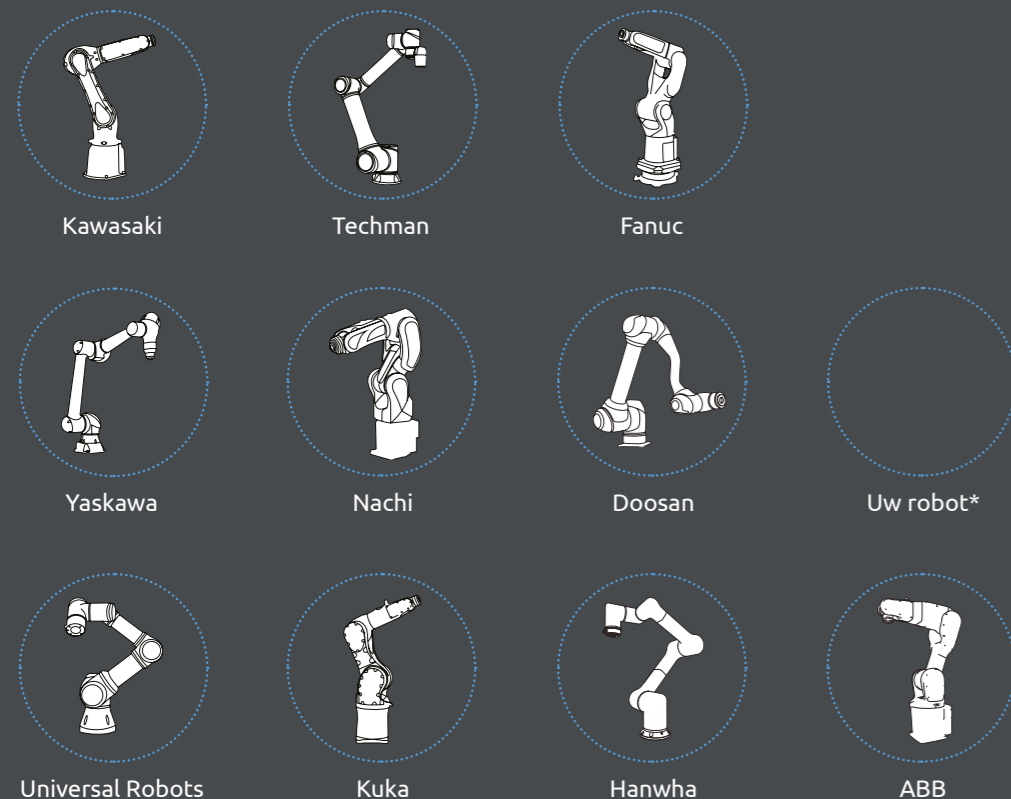 Kawasaki
Techman
Fanuc
Yaskawa
Nachi
Doosan
Uw robot*
Universal Robots
Kuka
Hanwha
ABB